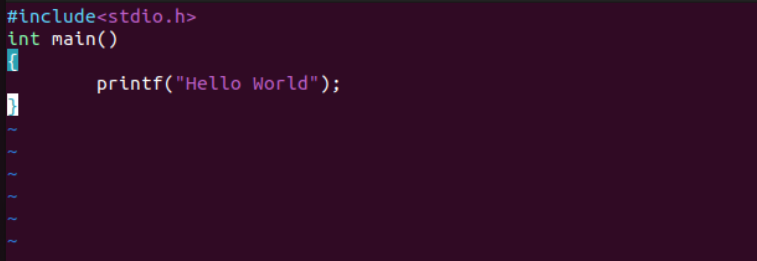 #include<stdio.h>
int main()
{
        printf("Hello World");
}
~
~
~
~
~
~